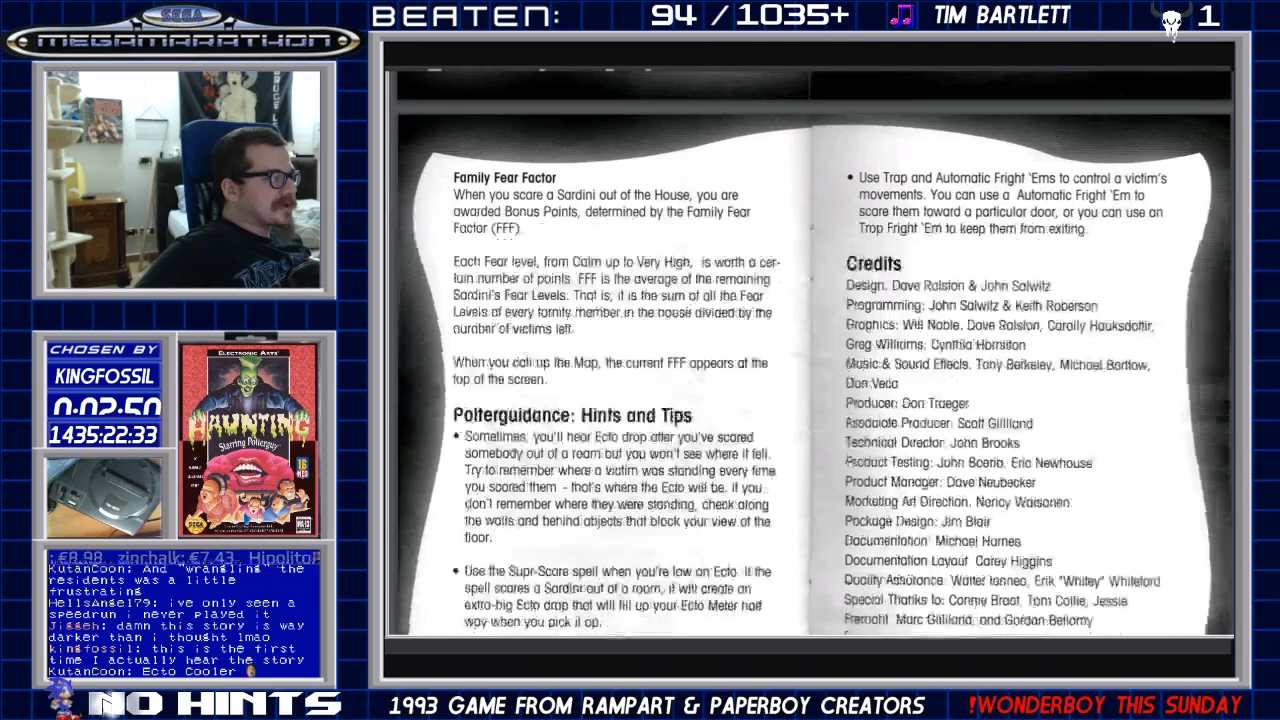 SEGA
MEGAMARATHON
BEATEN:
94 / 1035+
TIM BARTLETT
1
Family Fear Factor
When you scare a Sardini out of the House, you are
awarded Bonus Points, determined by the Family Fear
Factor (FFF)
Each Fear level, from Calm up to Very High, is worth a cer-
tain number of points. FFF is the average of the remaining
Sardini's Fear Levels. That is, it is the sum of all the Fear
Levels of every family member in the house divided by the
number of victims left.
When you call up the Map, the current FFF appears at the
top of the screen.
Polterguidance: Hints and Tips
• Sometimes, you'll hear Ecto drop after you've scared
somebody out of a room but you won't see where it fell.
Try to remember where a victim was standing every time
you scared them - that's where the Ecto will be. If you
don't remember where they were standing, check along
the walls and behind objects that block your view of the
floor.
• Use the Supr-Scare spell when you're low on Ecto. If the
spell scares a Sardini out of a room, it will create an
extra-big Ecto drop that will fill up your Ecto Meter half
way when you pick it up.
• Use Trap and Automatic Fright 'Ems to control a victim's
movements. You can use a Automatic Fright 'Em to
scare them toward a particular door, or you can use an
Trap Fright 'Em to keep them from exiting.
Credits
Design: Dave Ralston & John Salwitz
Programming: John Salwitz & Keith Roberson
Graphics: Will Noble, Dave Ralston, Carolly Hauksdottir,
Greg Williams, Cynthia Hamilton
Music & Sound Effects: Tony Berkeley, Michael Bartlow,
Don Veca
Producer: Don Traeger
Associate Producer: Scott Gilliland
Technical Director: John Brooks
Product Testing: John Boerio, Eric Newhouse
Product Manager: Dave Neubecker
Marketing Art Direction: Nancy Waisanen
Package Design: Jim Blair
Documentation: Michael Humes
Documentation Layout: Carey Higgins
Quality Assurance: Walter Ianneo, Erik "Whitey" Whiteford
Special Thanks to: Conny Braat, Tom Collie, Jessie
Marc Gilliland, and Gordon Bellamy
CHOSEN BY
KINGFOSSIL
0:02:50
1435:22:33
ELECTRONIC ARTS
HAUNTING
Starring Polterguy
16
SEGA
: €8.98, zinchalk: €7.43, Hipolito
KutanCoon: And "wrangling" the
residents was a little
frustrating
HellsAngel79: ive only seen a
speedrun i never played it
Jiggeh: damn this story is way
darker than i thought lmao
kingfossil: this is the first
time I actually hear the story
KutanCoon: Ecto Cooler
NO HINTS
1993 GAME FROM RAMPART & PAPERBOY CREATORS
!WONDERBOY THIS SUNDAY